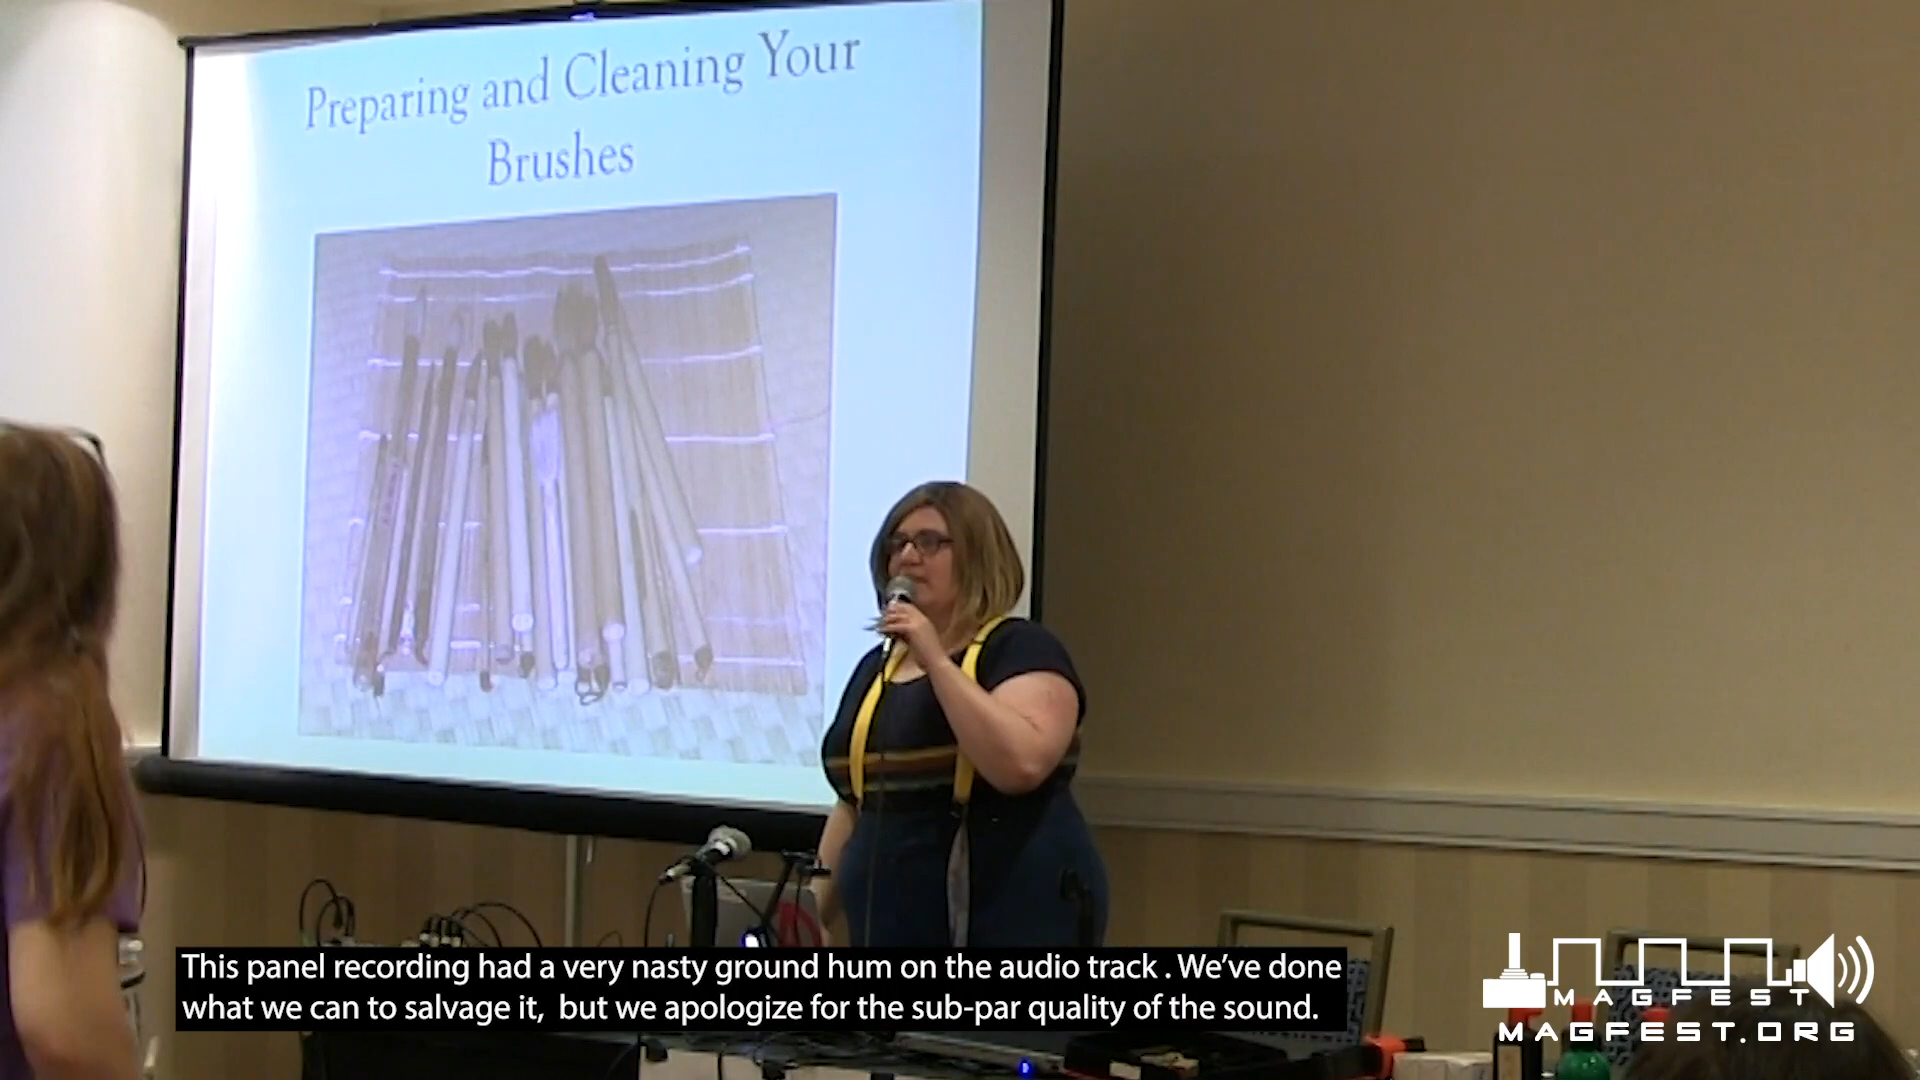 Preparing and Cleaning Your
Brushes
This panel recording had a very nasty ground hum on the audio track . We've done
what we can to salvage it, but we apologize for the sub-par quality of the sound.
MAGFEST
MAGFEST.ORG